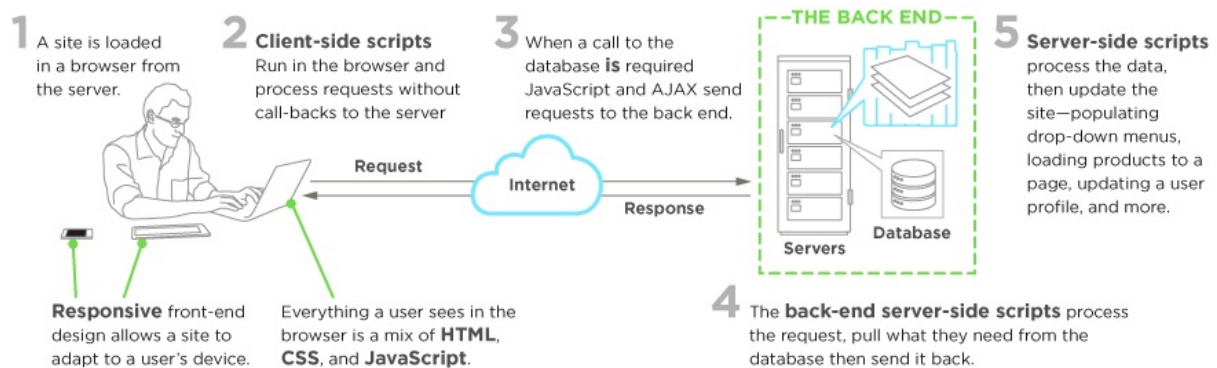 1
A site is loaded
in a browser from
the server.
2
Client-side scripts
Run in the browser and
process requests without
call-backs to the server
3
When a call to the
database is required
JavaScript and AJAX send
requests to the back end.
THE BACK END
5
Server-side scripts
process the data,
then update the
site—populating
drop-down menus,
loading products to a
page, updating a user
profile, and more.
Request
Internet
Response
Servers
Database
Responsive front-end
design allows a site to
adapt to a user's device.
Everything a user sees in the
browser is a mix of HTML,
CSS, and JavaScript.
4
The back-end server-side scripts process
the request, pull what they need from the
database then send it back.